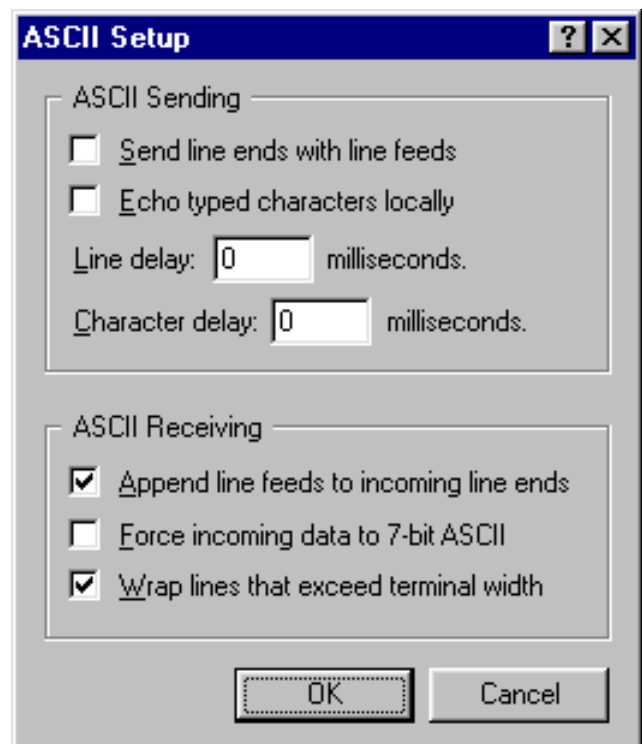 ASCII Setup ?
ASCII Sending
Send line ends with line feeds
Echo typed characters locally
Line delay: 0 milliseconds.
Character delay: 0 milliseconds.
ASCII Receiving
Append line feeds to incoming line ends
Force incoming data to 7-bit ASCII
Wrap lines that exceed terminal width
OK Cancel